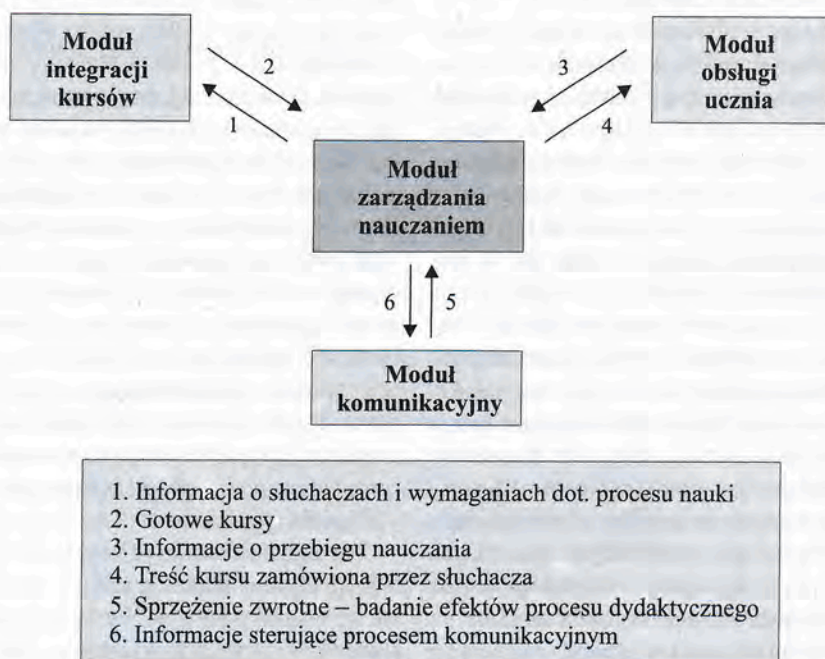 Moduł
integracji
kursów
2
1
3
4
Moduł
obsługi
ucznia
Moduł
zarządzania
nauczaniem
6
5
Moduł
komunikacyjny
1. Informacja o słuchaczach i wymaganiach dot. procesu nauki
2. Gotowe kursy
3. Informacje o przebiegu nauczania
4. Treść kursu zamówiona przez słuchacza
5. Sprzężenie zwrotne – badanie efektów procesu dydaktycznego
6. Informacje sterujące procesem komunikacyjnym